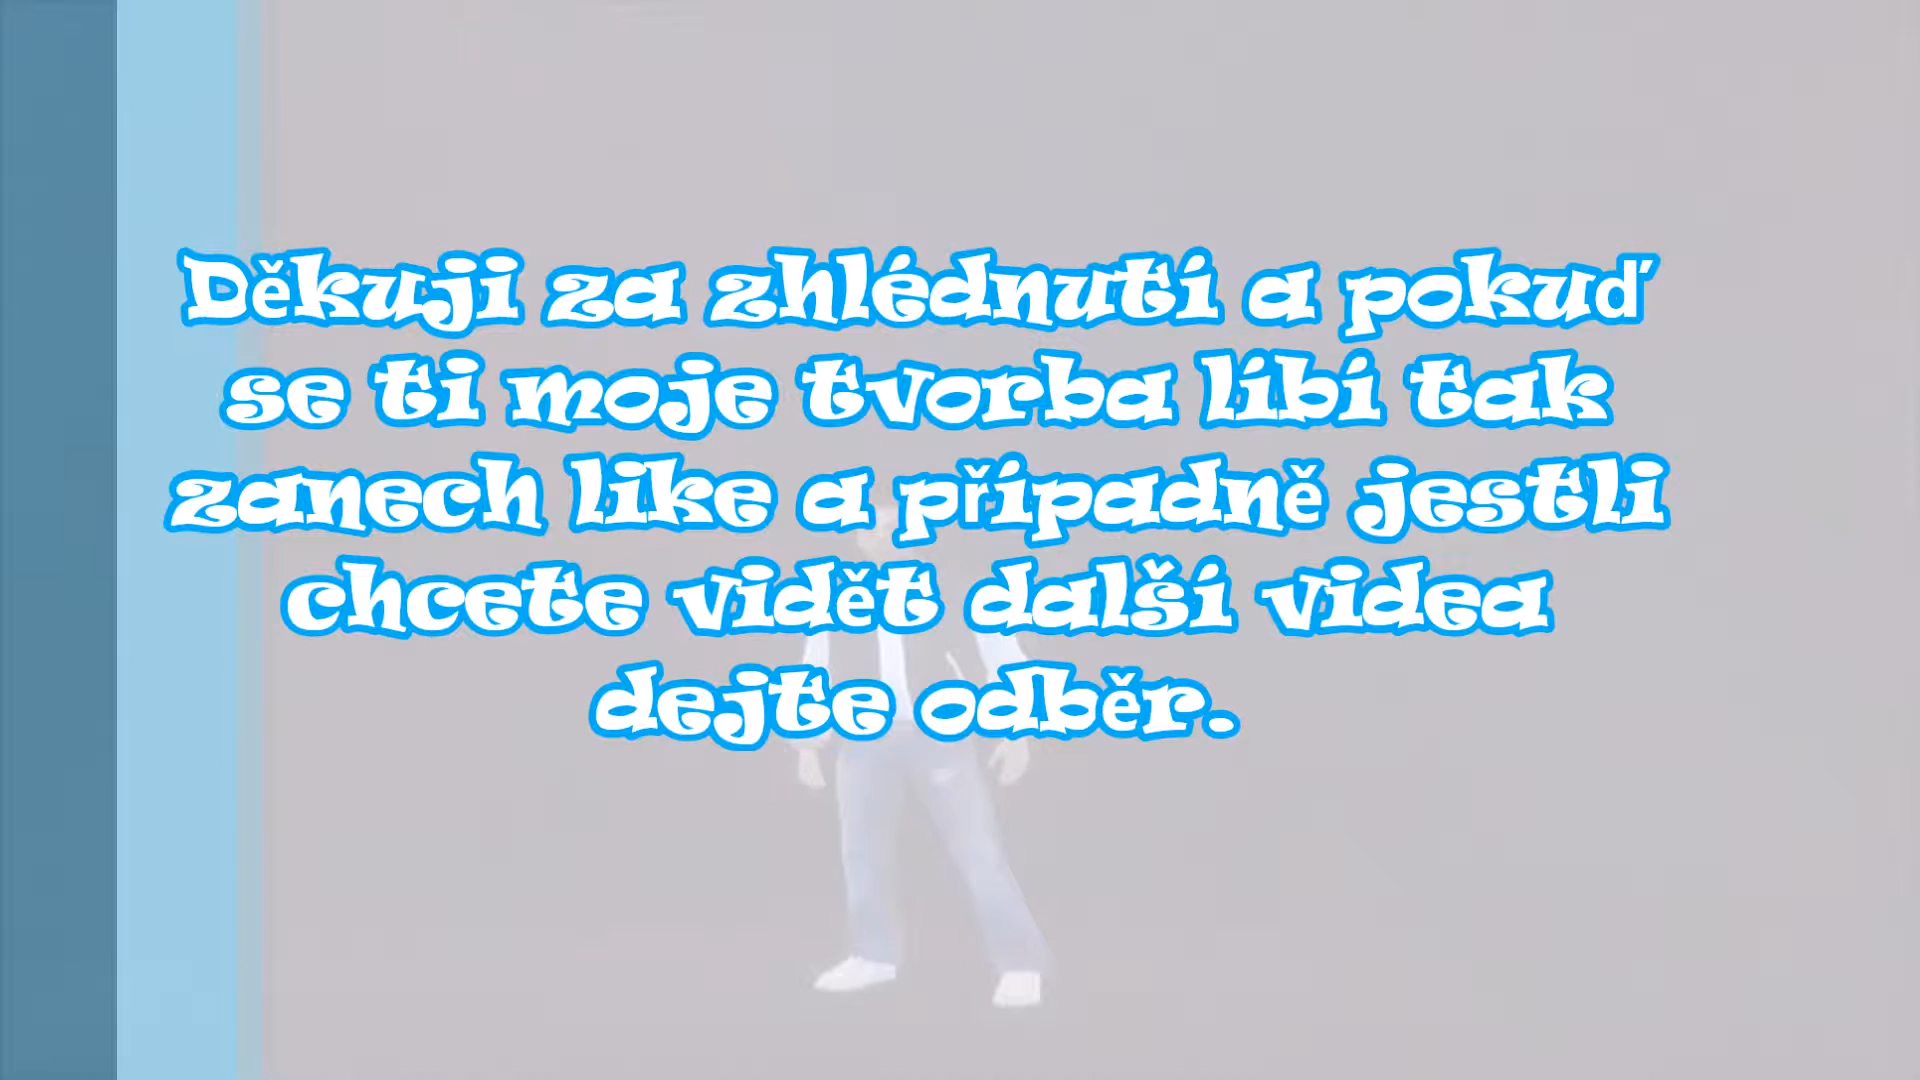 Děkuji za zhlédnutí a pokuď
se ti moje tvorba líbí tak
zanech like a případně jestli
chcete vidět další videa
dejte odběr.